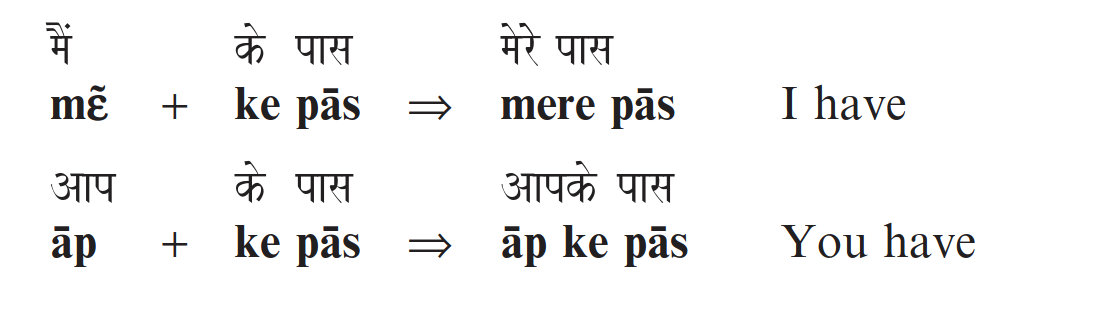 मैं के पास मेरे पास
mɛ̃ + ke pās ⇒ mere pās I have
आप के पास आपके पास
āp + ke pās ⇒ āp ke pās You have